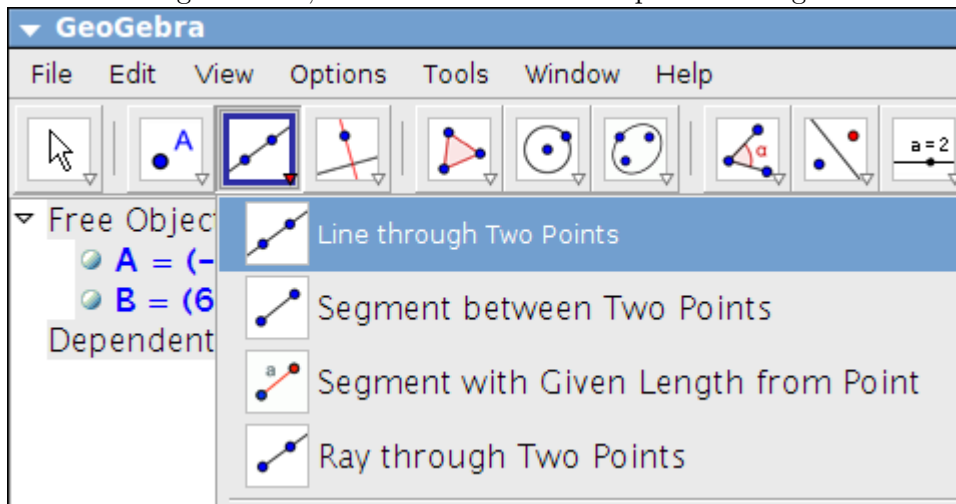 GeoGebra
File Edit View Options Tools Window Help
A α a = 2
Free Objec
A = (-
B = (6
Dependent
Line through Two Points
Segment between Two Points
a
Segment with Given Length from Point
Ray through Two Points